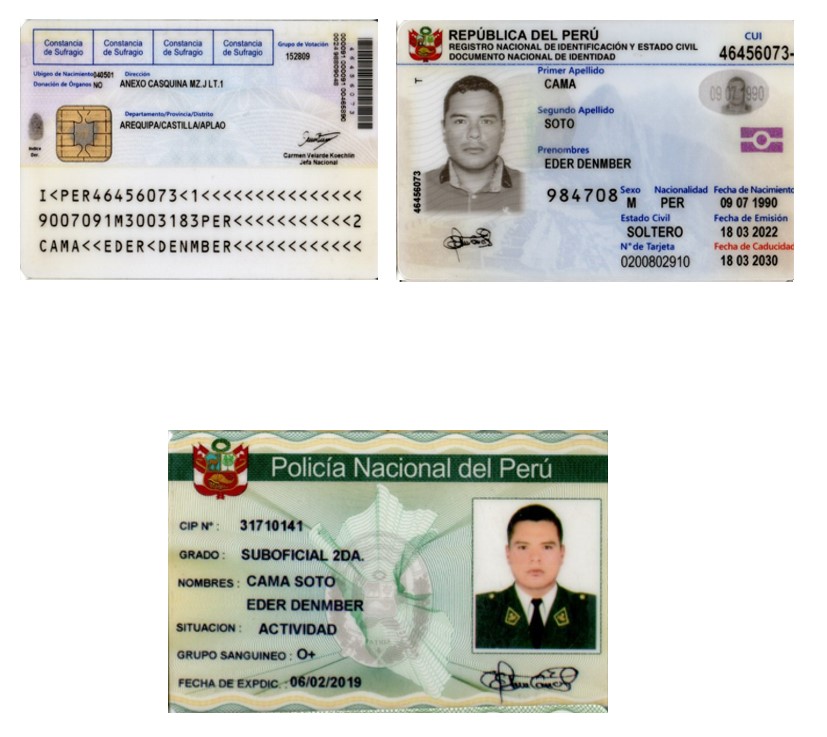 Constancia de Sufragio
Constancia de Sufragio
Constancia de Sufragio
Constancia de Sufragio
Grupo de Votación
152809
Ubigeo de Nacimiento 040501
Donación de Órganos NO
Dirección
ANEXO CASQUINA MZ.J LT.1
Departamento/Provincia/Distrito
AREQUIPA/CASTILLA/APLAO
Índice Der.
Carmen Velarde Koechlin
Jefa Nacional
46456073
I<PER46456073<1<<<<<<<<<<<<<<<
9007091M3003183PER<<<<<<<<<<<2
CAMA<<EDER<DENMBER<<<<<<<<<<<<
REPÚBLICA DEL PERÚ
REGISTRO NACIONAL DE IDENTIFICACIÓN Y ESTADO CIVIL
DOCUMENTO NACIONAL DE IDENTIDAD
CUI
46456073-
T
46456073
Primer Apellido
CAMA
Segundo Apellido
SOTO
Prenombres
EDER DENMBER
09 07 1990
984708
Sexo Nacionalidad Fecha de Nacimiento
M PER 09 07 1990
Estado Civil Fecha de Emisión
SOLTERO 18 03 2022
N° de Tarjeta Fecha de Caducidad
0200802910 18 03 2030
Policía Nacional del Perú
CIP N° : 31710141
GRADO : SUBOFICIAL 2DA.
NOMBRES : CAMA SOTO
EDER DENMBER
SITUACION : ACTIVIDAD
GRUPO SANGUINEO : O+
FECHA DE EXPDIC. : 06/02/2019